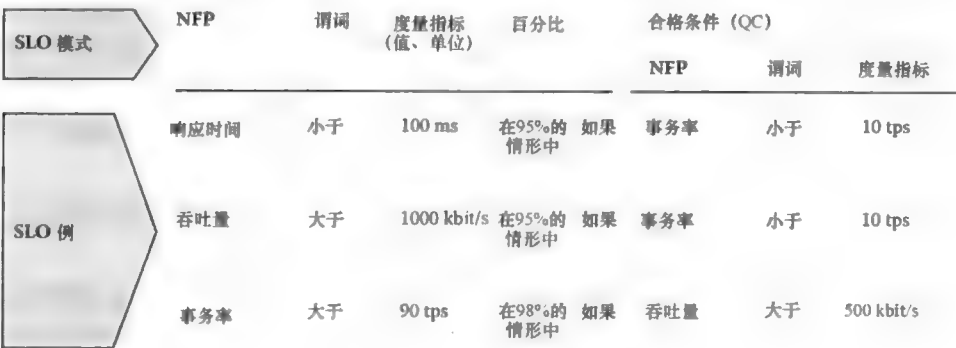 SLO 模式
NFP 谓词 度量指标 百分比 合格条件（QC）
（值、单位）
NFP 谓词 度量指标
SLO 例
响应时间 小于 100 ms 在95%的 如果 事务率 小于 10 tps
情形中
吞吐量 大于 1000 kbit/s 在95%的 如果 事务率 小于 10 tps
情形中
事务率 大于 90 tps 在98%的 如果 吞吐量 大于 500 kbit/s
情形中